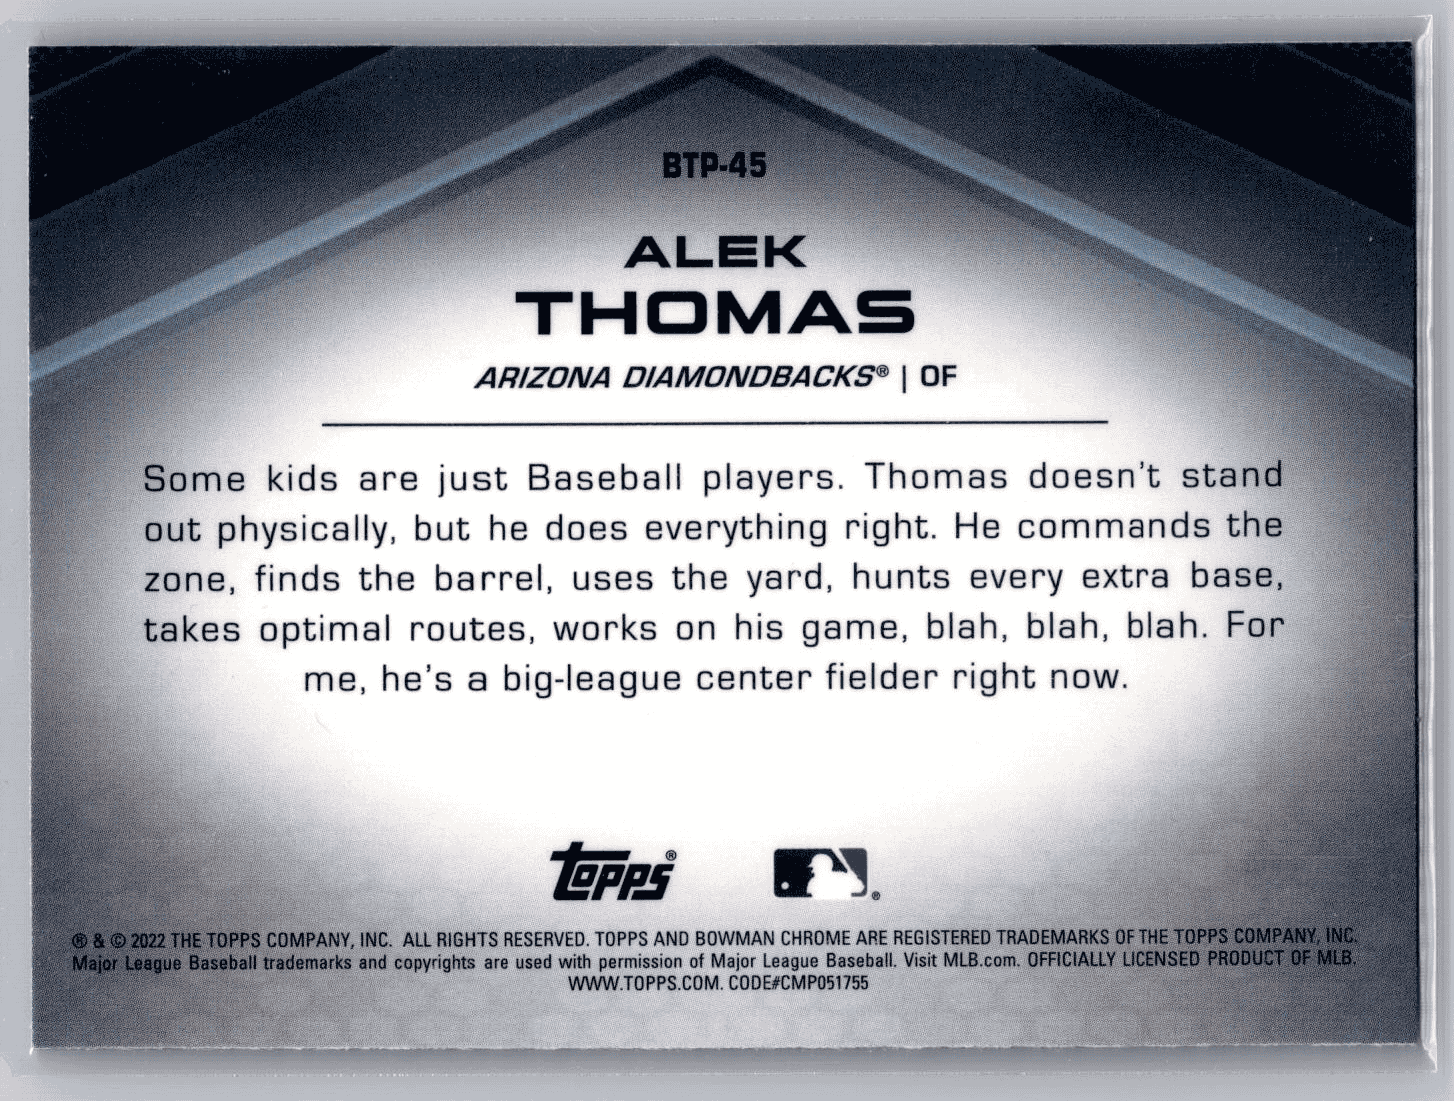 BTP-45
ALEK
THOMAS
ARIZONA DIAMONDBACKS® | OF
Some kids are just Baseball players. Thomas doesn't stand
out physically, but he does everything right. He commands the
zone, finds the barrel, uses the yard, hunts every extra base,
takes optimal routes, works on his game, blah, blah, blah. For
me, he's a big-league center fielder right now.
Topps® ®
® & © 2022 THE TOPPS COMPANY, INC. ALL RIGHTS RESERVED. TOPPS AND BOWMAN CHROME ARE REGISTERED TRADEMARKS OF THE TOPPS COMPANY, INC.
Major League Baseball trademarks and copyrights are used with permission of Major League Baseball. Visit MLB.com. OFFICIALLY LICENSED PRODUCT OF MLB.
WWW.TOPPS.COM. CODE#CMP051755